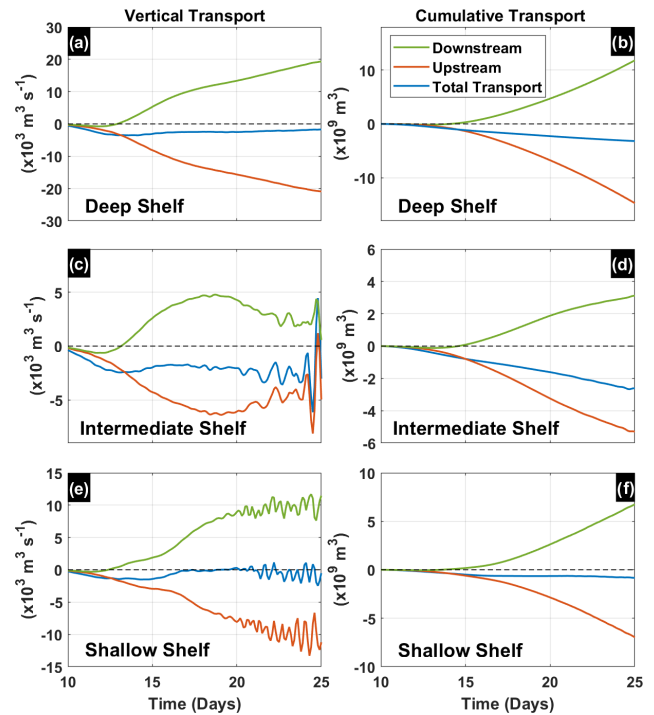 Vertical Transport
Cumulative Transport
(a)
30
20
10
0
-10
-20
-30
(x10³ m³ s⁻¹)
Deep Shelf
(b)
Downstream
Upstream
Total Transport
10
0
-10
(x10⁹ m³)
Deep Shelf
(c)
5
0
-5
(x10³ m³ s⁻¹)
Intermediate Shelf
(d)
6
4
2
0
-2
-4
-6
(x10⁹ m³)
Intermediate Shelf
(e)
15
10
5
0
-5
-10
-15
(x10³ m³ s⁻¹)
Shallow Shelf
10 15 20 25
Time (Days)
(f)
10
5
0
-5
-10
(x10⁹ m³)
Shallow Shelf
10 15 20 25
Time (Days)